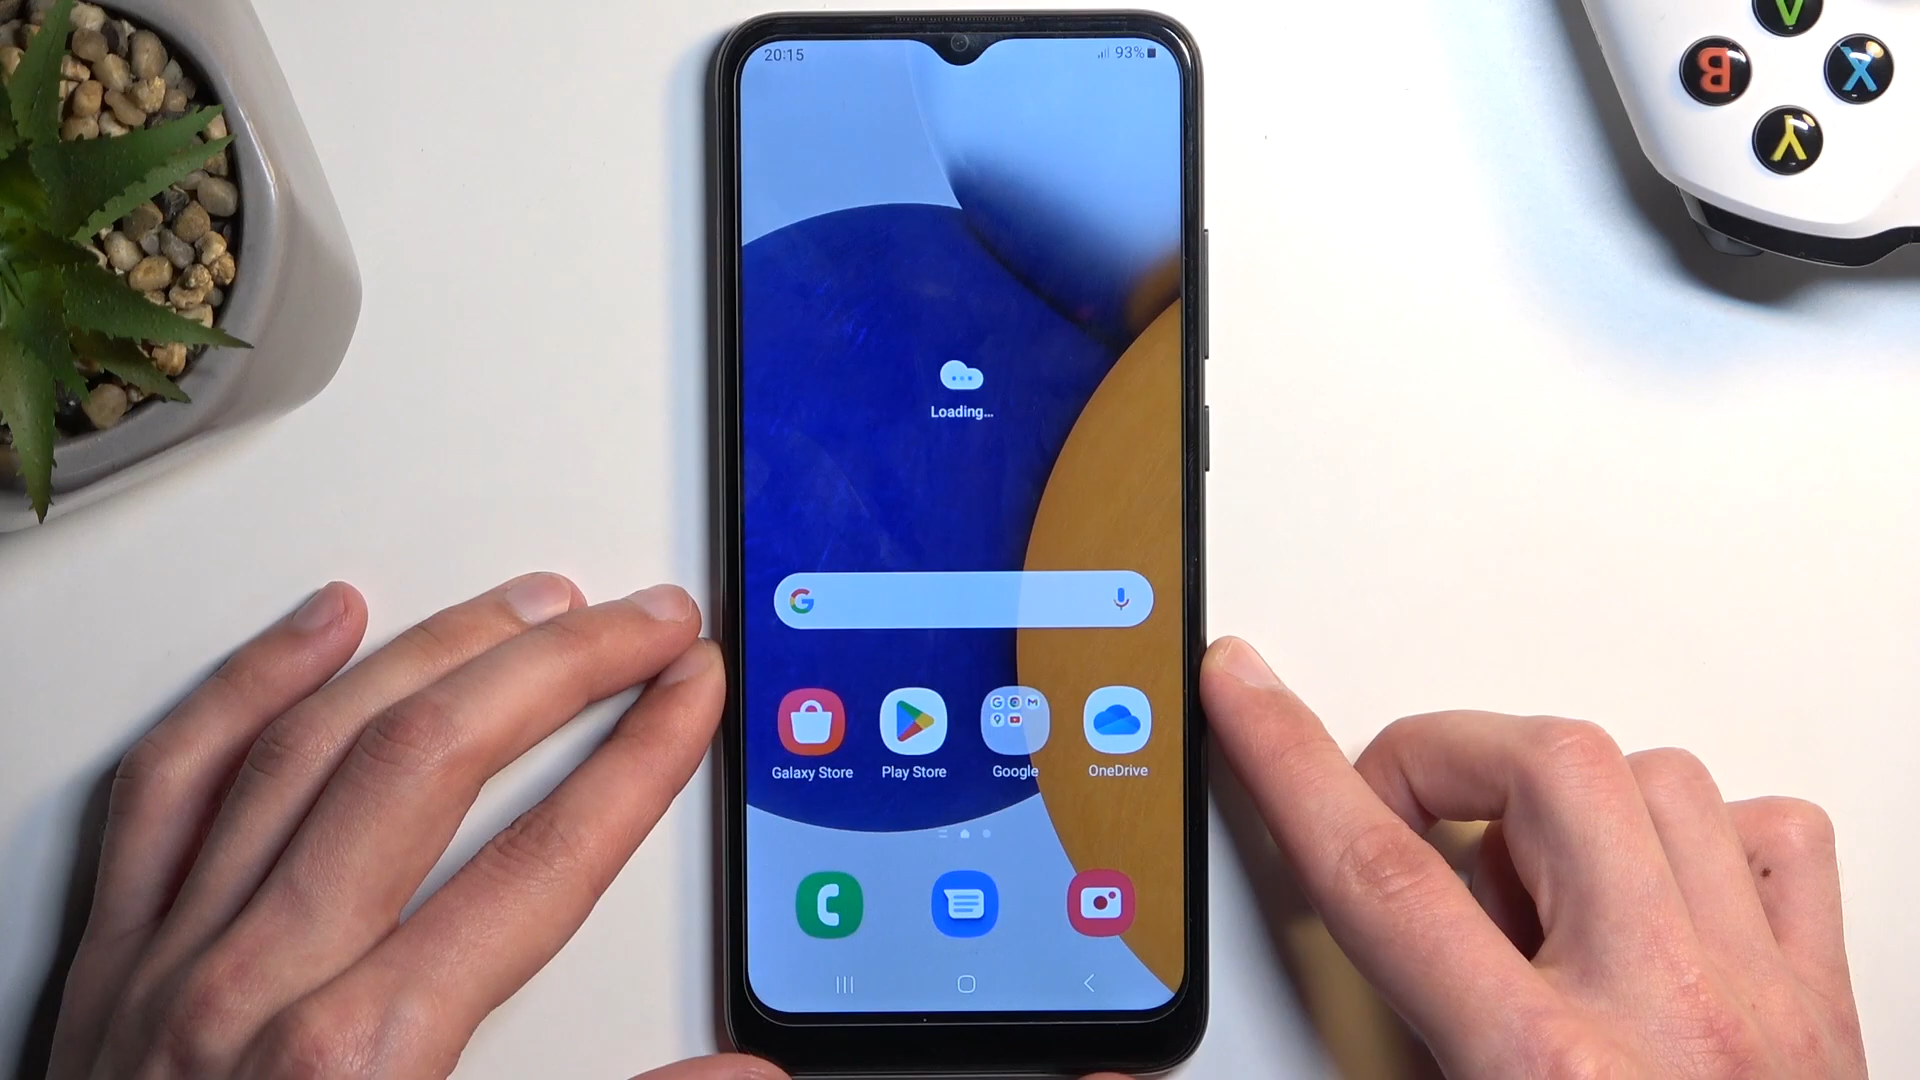 20:15
93%
Loading...
G
Galaxy Store
Play Store
Google
OneDrive
A
B
X
Y